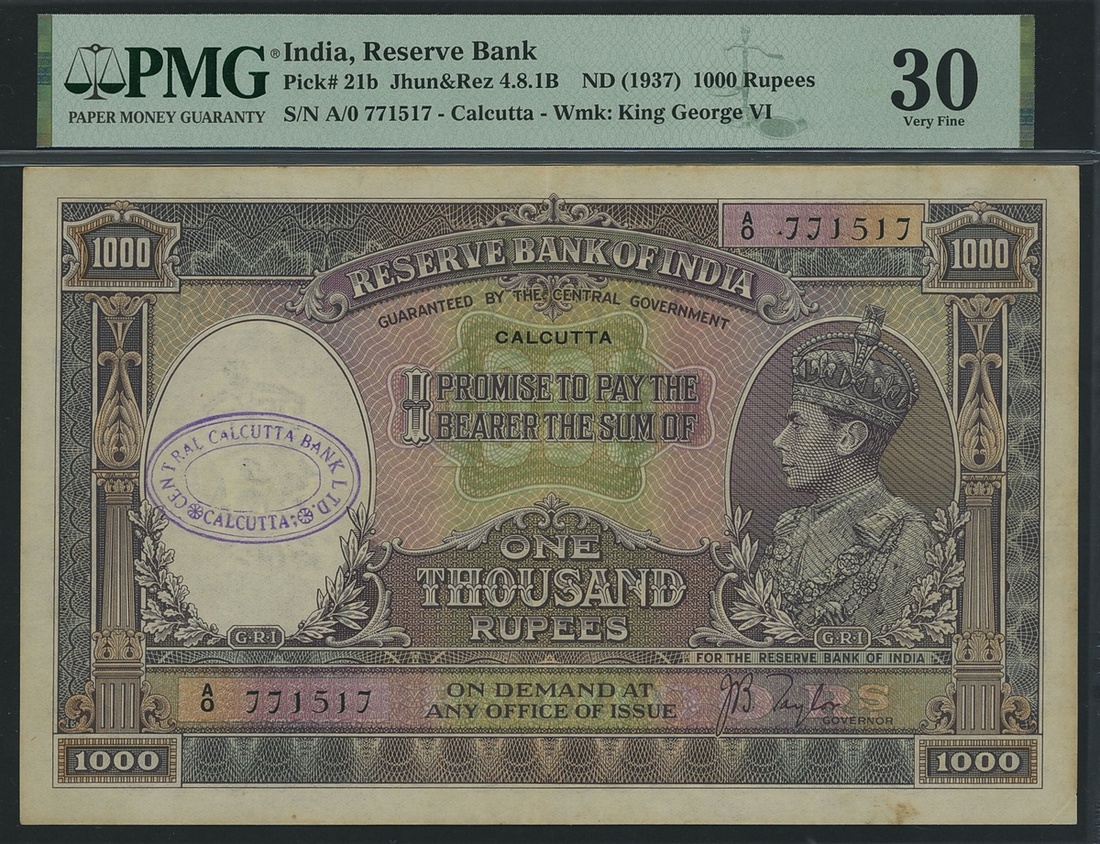 PMG®
PAPER MONEY GUARANTY
India, Reserve Bank
Pick# 21b Jhun&Rez 4.8.1B ND (1937) 1000 Rupees
S/N A/0 771517 - Calcutta - Wmk: King George VI
30
Very Fine
1000
A/0 771517
1000
RESERVE BANK OF INDIA
GUARANTEED BY THE CENTRAL GOVERNMENT
CALCUTTA
I PROMISE TO PAY THE
BEARER THE SUM OF
CENTRAL CALCUTTA BANK LTD.
CALCUTTA
ONE
THOUSAND
RUPEES
G·R·I
G·R·I
FOR THE RESERVE BANK OF INDIA
A/0 771517
ON DEMAND AT
ANY OFFICE OF ISSUE
JB Taylor
GOVERNOR
1000
1000